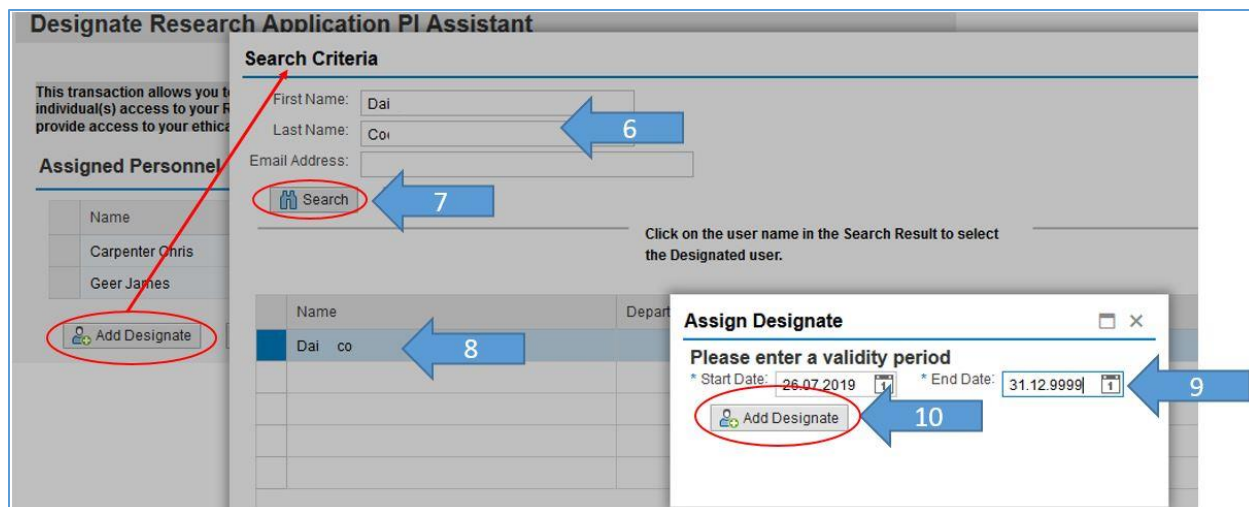 Designate Research Application PI Assistant
This transaction allows you t
individual(s) access to your R
provide access to your ethica
Assigned Personnel
Name
Carpenter Chris
Geer James
Add Designate
Search Criteria
First Name: Dai
Last Name: Co
6
Email Address:
Search
7
Click on the user name in the Search Result to select
the Designated user.
Name Depart
Dai co
8
Assign Designate
Please enter a validity period
* Start Date: 26.07.2019 * End Date: 31.12.9999
9
Add Designate
10